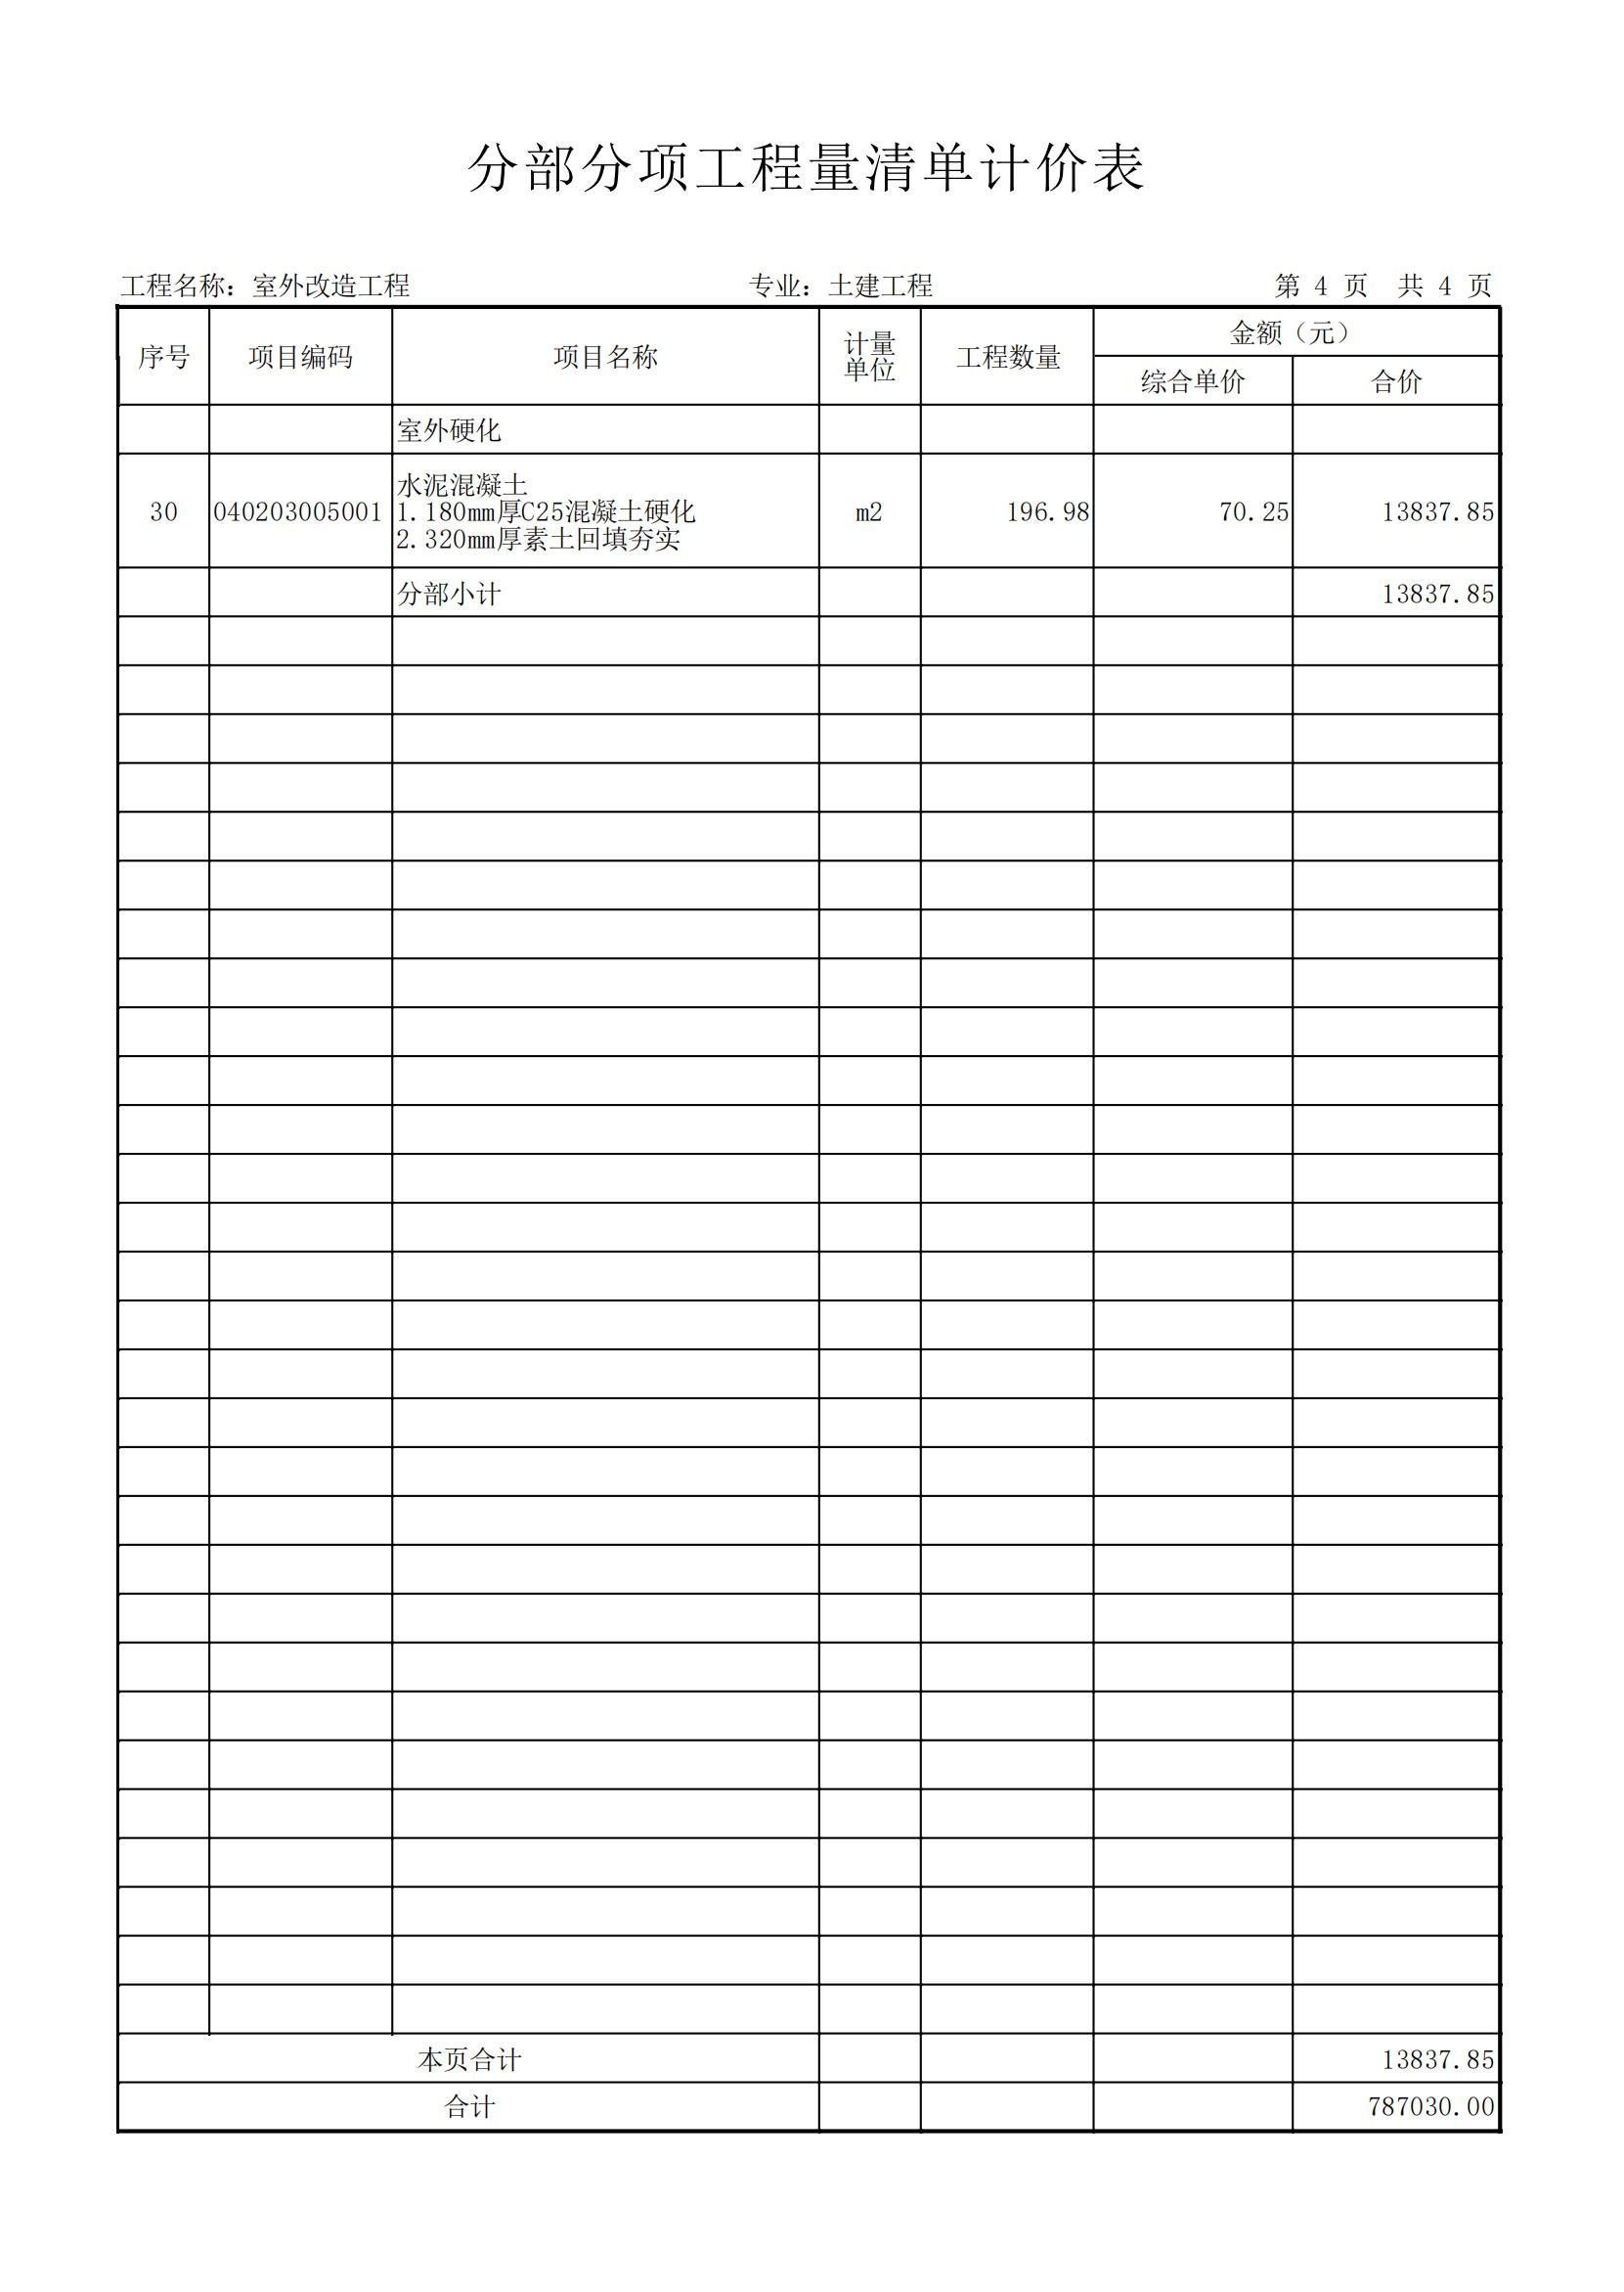 分部分项工程量清单计价表
工程名称：室外改造工程 专业：土建工程 第 4 页 共 4 页
序号 项目编码 项目名称 计量单位 工程数量 金额（元）
综合单价 合价
室外硬化
30 040203005001 水泥混凝土
1.180mm厚C25混凝土硬化 m2 196.98 70.25 13837.85
2.320mm厚素土回填夯实
分部小计 13837.85
本页合计 13837.85
合计 787030.00